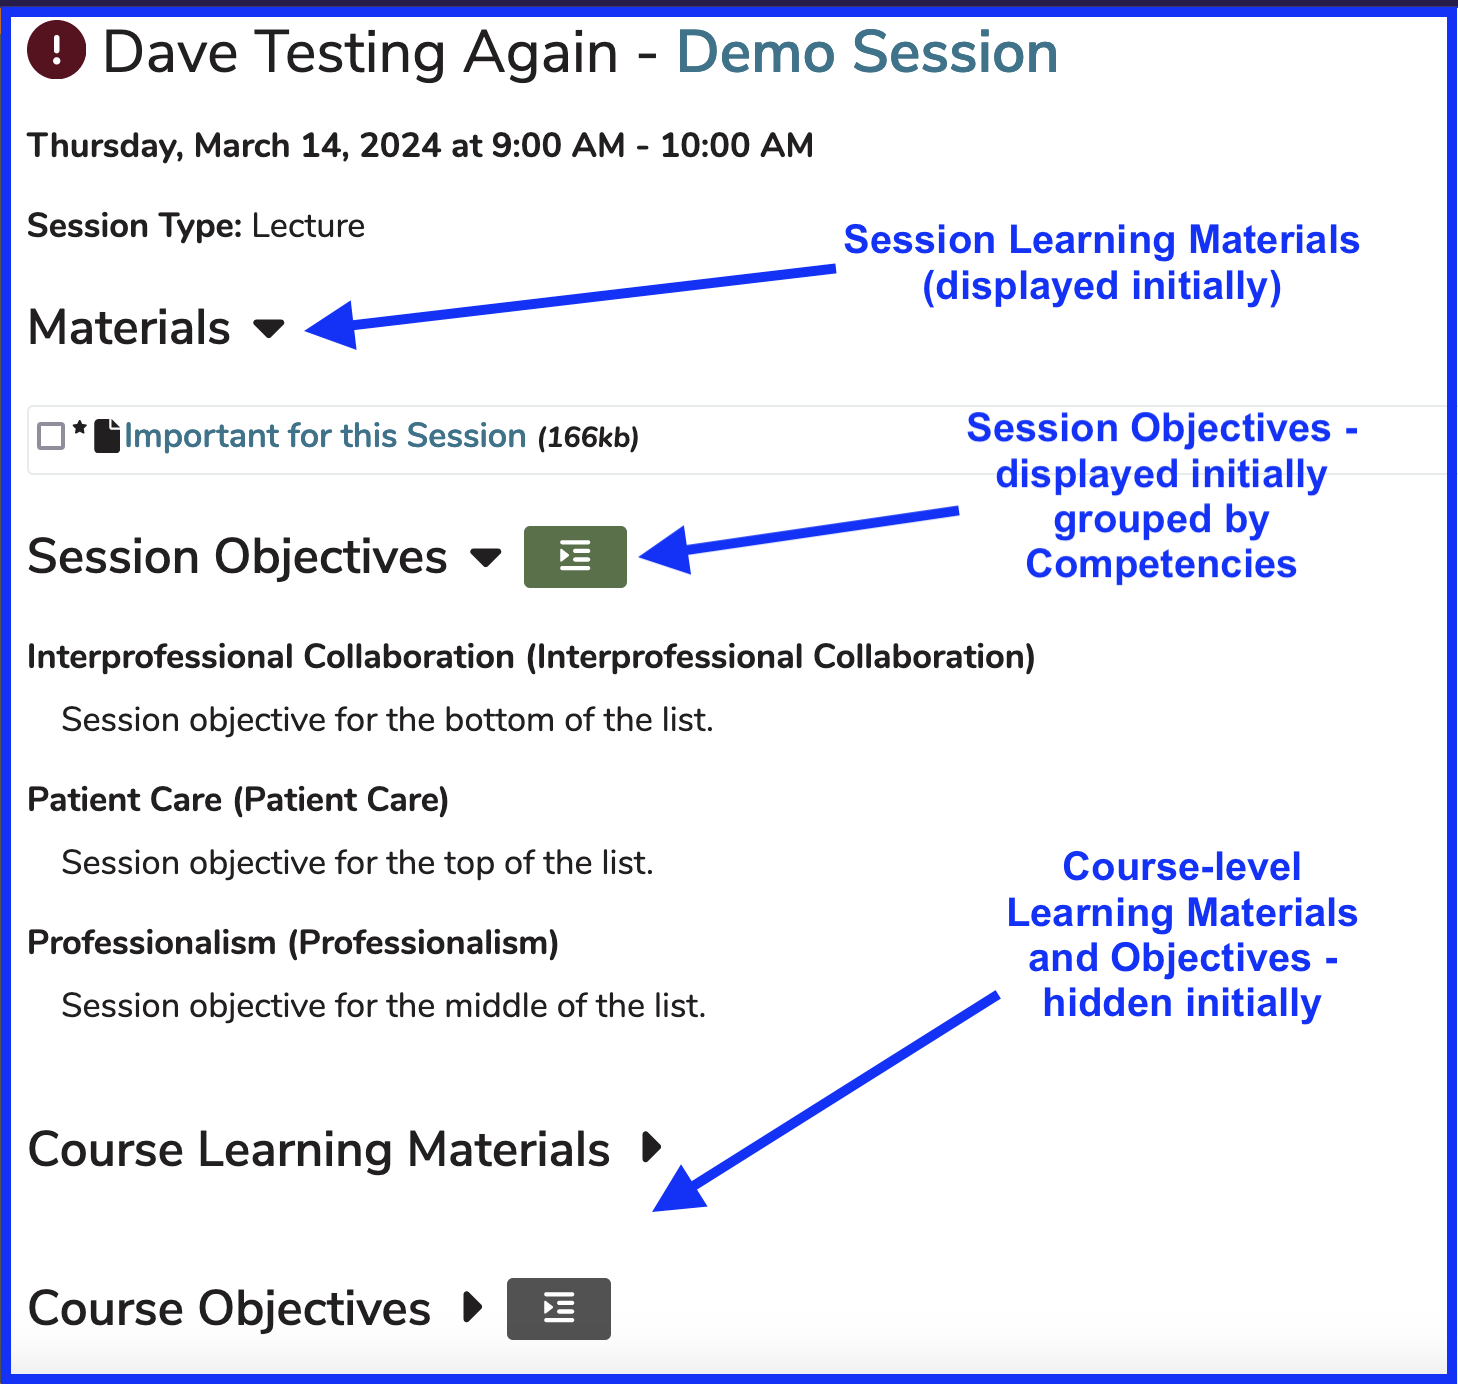 Dave Testing Again - Demo Session
Thursday, March 14, 2024 at 9:00 AM - 10:00 AM
Session Type: Lecture
Session Learning Materials
(displayed initially)
Materials
* Important for this Session (166kb)
Session Objectives -
displayed initially
grouped by
Competencies
Session Objectives
Interprofessional Collaboration (Interprofessional Collaboration)
Session objective for the bottom of the list.
Patient Care (Patient Care)
Session objective for the top of the list.
Course-level
Learning Materials
and Objectives -
hidden initially
Professionalism (Professionalism)
Session objective for the middle of the list.
Course Learning Materials
Course Objectives